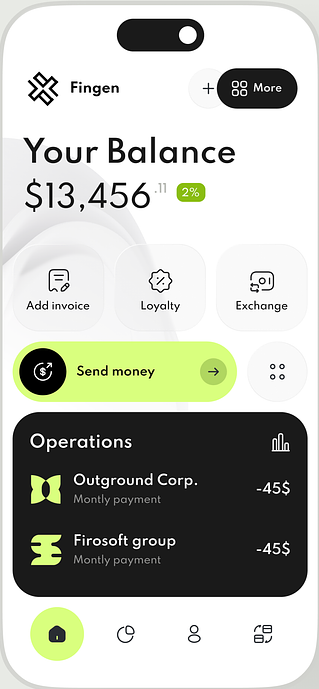 Fingen
+ More
Your Balance
$13,456 .11 2%
Add invoice
Loyalty
Exchange
Send money
Operations
Outground Corp.
Montly payment
-45$
Firosoft group
Montly payment
-45$